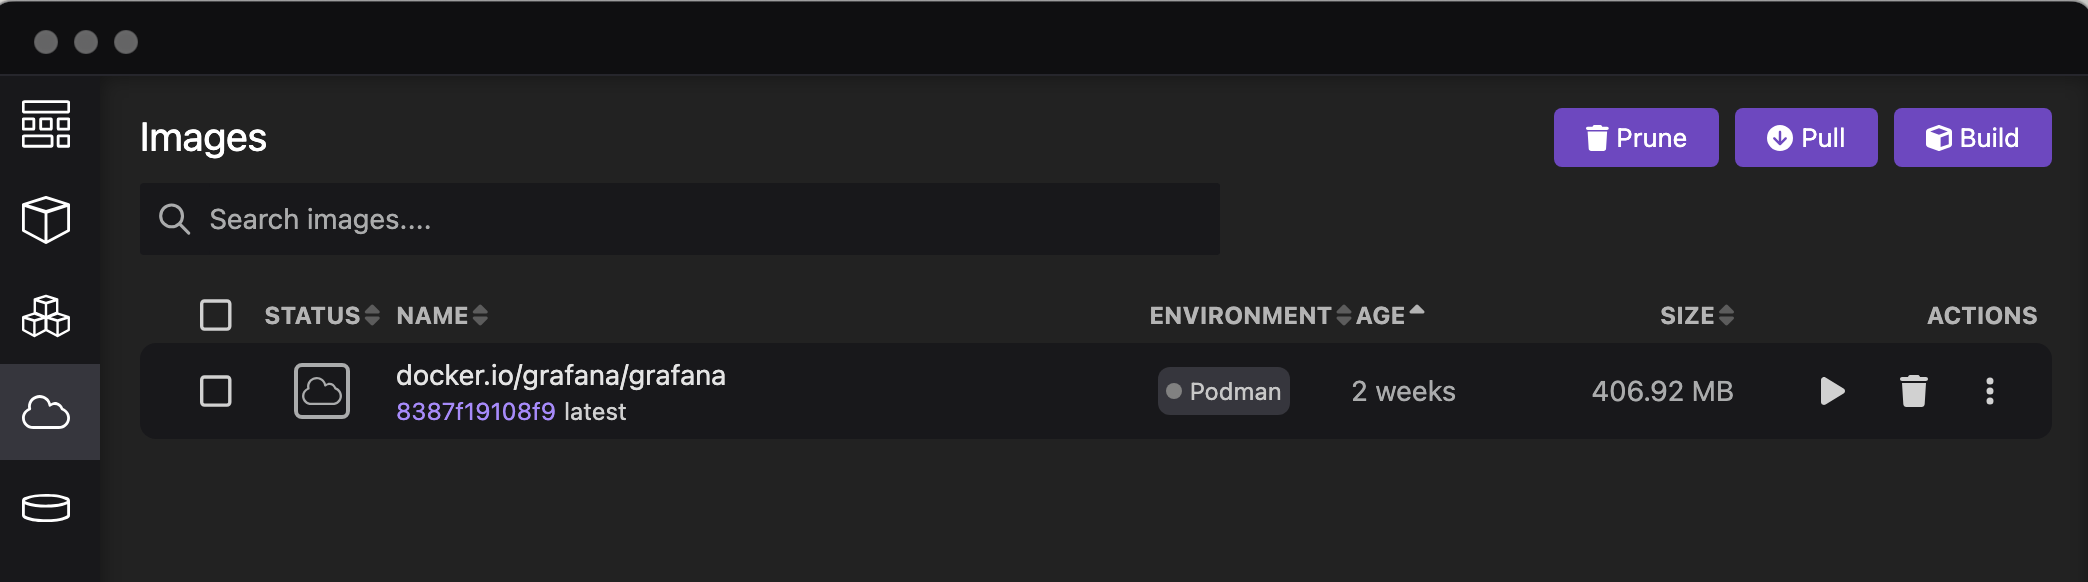 Images
Prune
Pull
Build
Search images....
STATUS NAME ENVIRONMENT AGE SIZE ACTIONS
docker.io/grafana/grafana
8387f19108f9 latest
Podman
2 weeks
406.92 MB